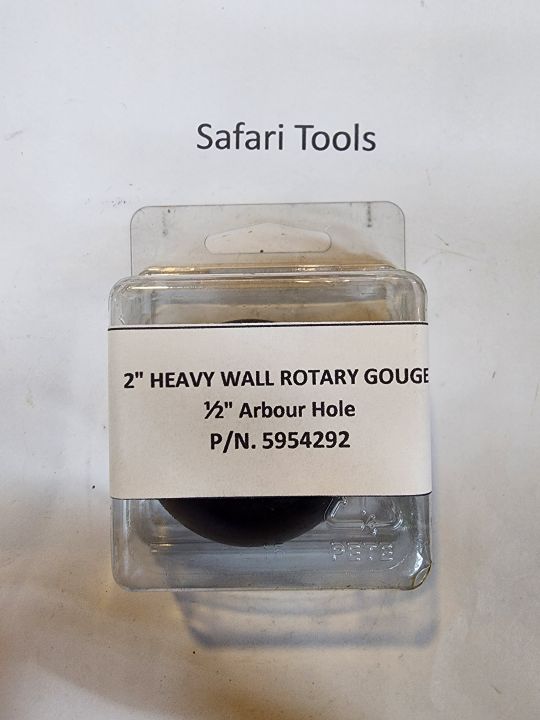 Safari Tools
2" HEAVY WALL ROTARY GOUGE
½" Arbour Hole
P/N. 5954292
PETE